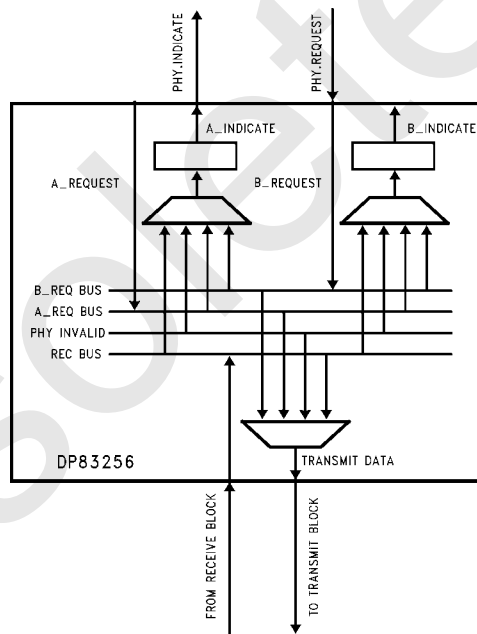 PHY.INDICATE
PHY.REQUEST
A_INDICATE
B_INDICATE
A_REQUEST
B_REQUEST
B_REQ BUS
A_REQ BUS
PHY INVALID
REC BUS
DP83256
TRANSMIT DATA
FROM RECEIVE BLOCK
TO TRANSMIT BLOCK
solete